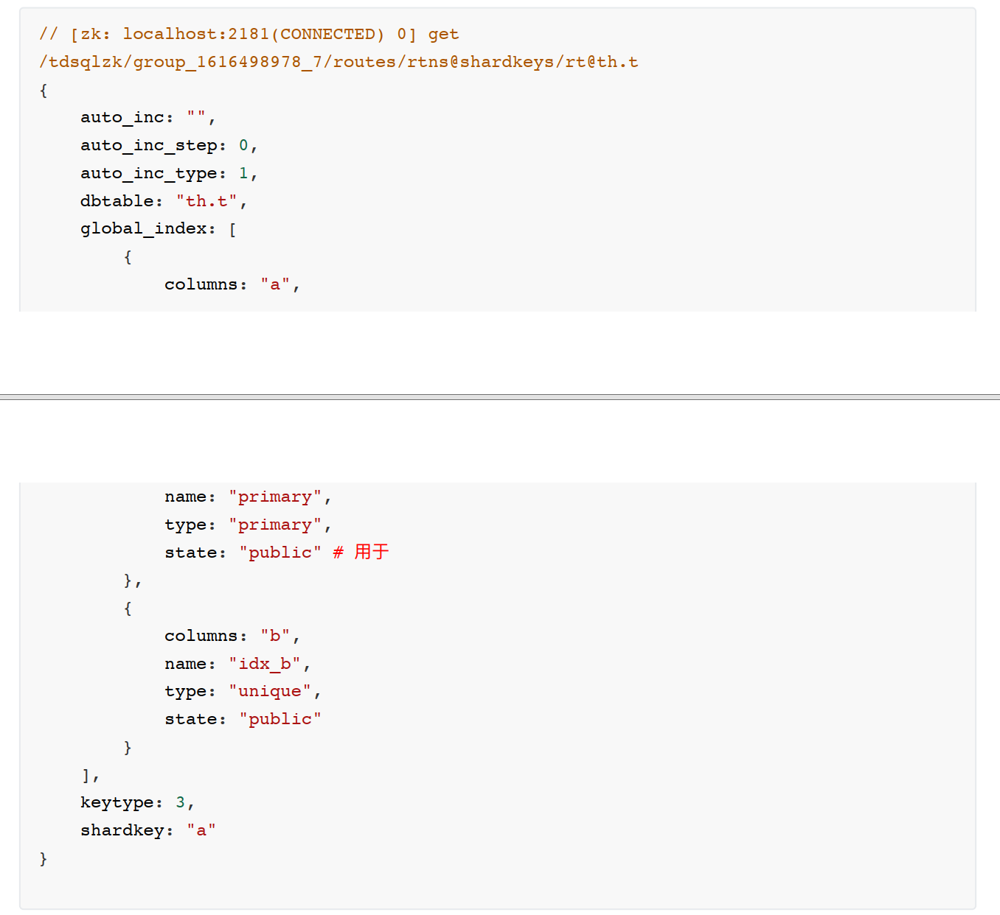 // [zk: localhost:2181(CONNECTED) 0] get
/tdsqlzk/group_1616498978_7/routes/rtns@shardkeys/rt@th.t
{
    auto_inc: "",
    auto_inc_step: 0,
    auto_inc_type: 1,
    dbtable: "th.t",
    global_index: [
        {
            columns: "a",
            name: "primary",
            type: "primary",
            state: "public" # 用于
        },
        {
            columns: "b",
            name: "idx_b",
            type: "unique",
            state: "public"
        }
    ],
    keytype: 3,
    shardkey: "a"
}